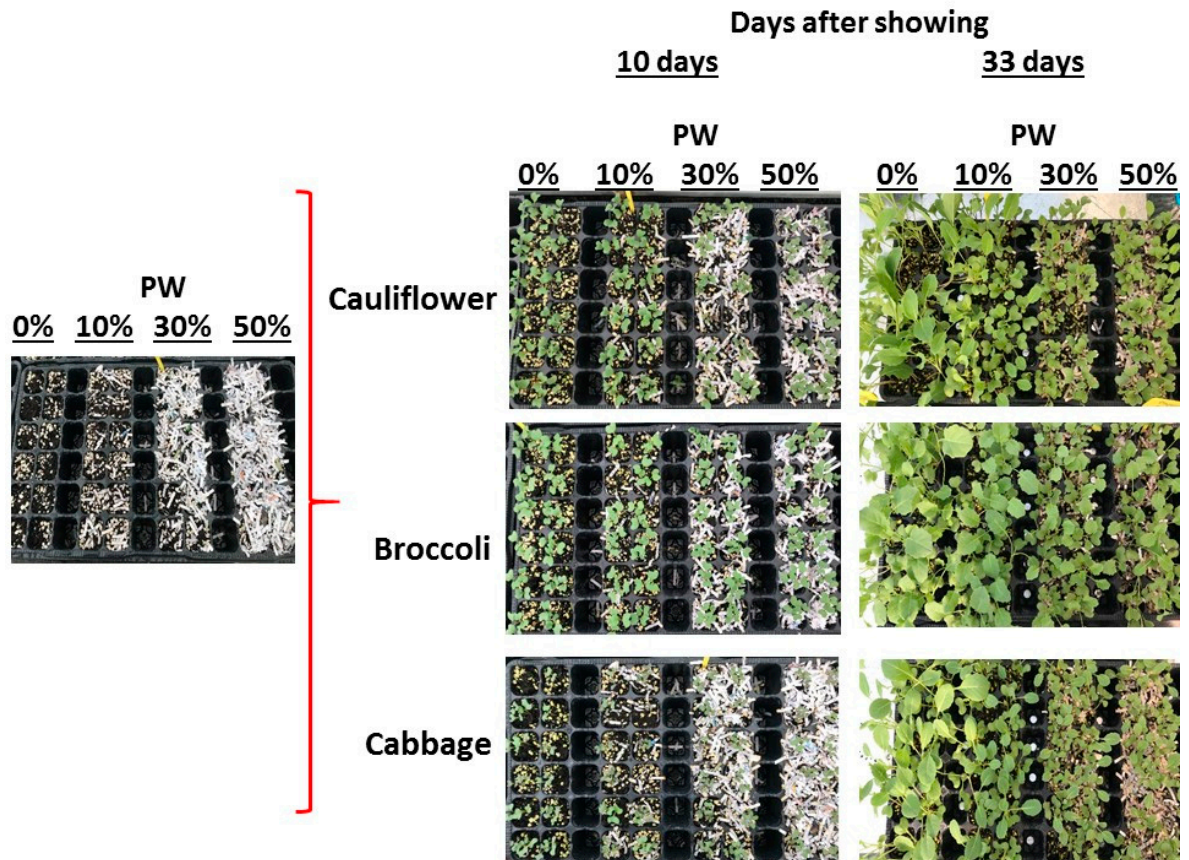 Days after showing
10 days 33 days
PW PW
0% 10% 30% 50% 0% 10% 30% 50%
Cauliflower
PW
0% 10% 30% 50%
Broccoli
Cabbage